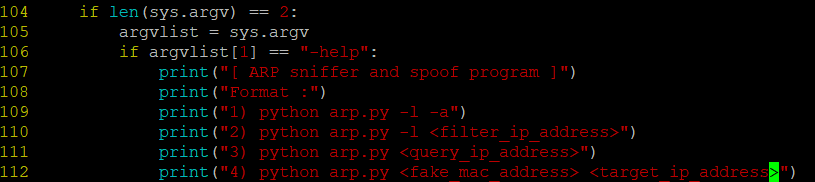 104     if len(sys.argv) == 2:
105         argvlist = sys.argv
106         if argvlist[1] == "-help":
107             print("[ ARP sniffer and spoof program ]")
108             print("Format :")
109             print("1) python arp.py -l -a")
110             print("2) python arp.py -l <filter_ip_address>")
111             print("3) python arp.py <query_ip_address>")
112             print("4) python arp.py <fake_mac_address> <target_ip_address>")